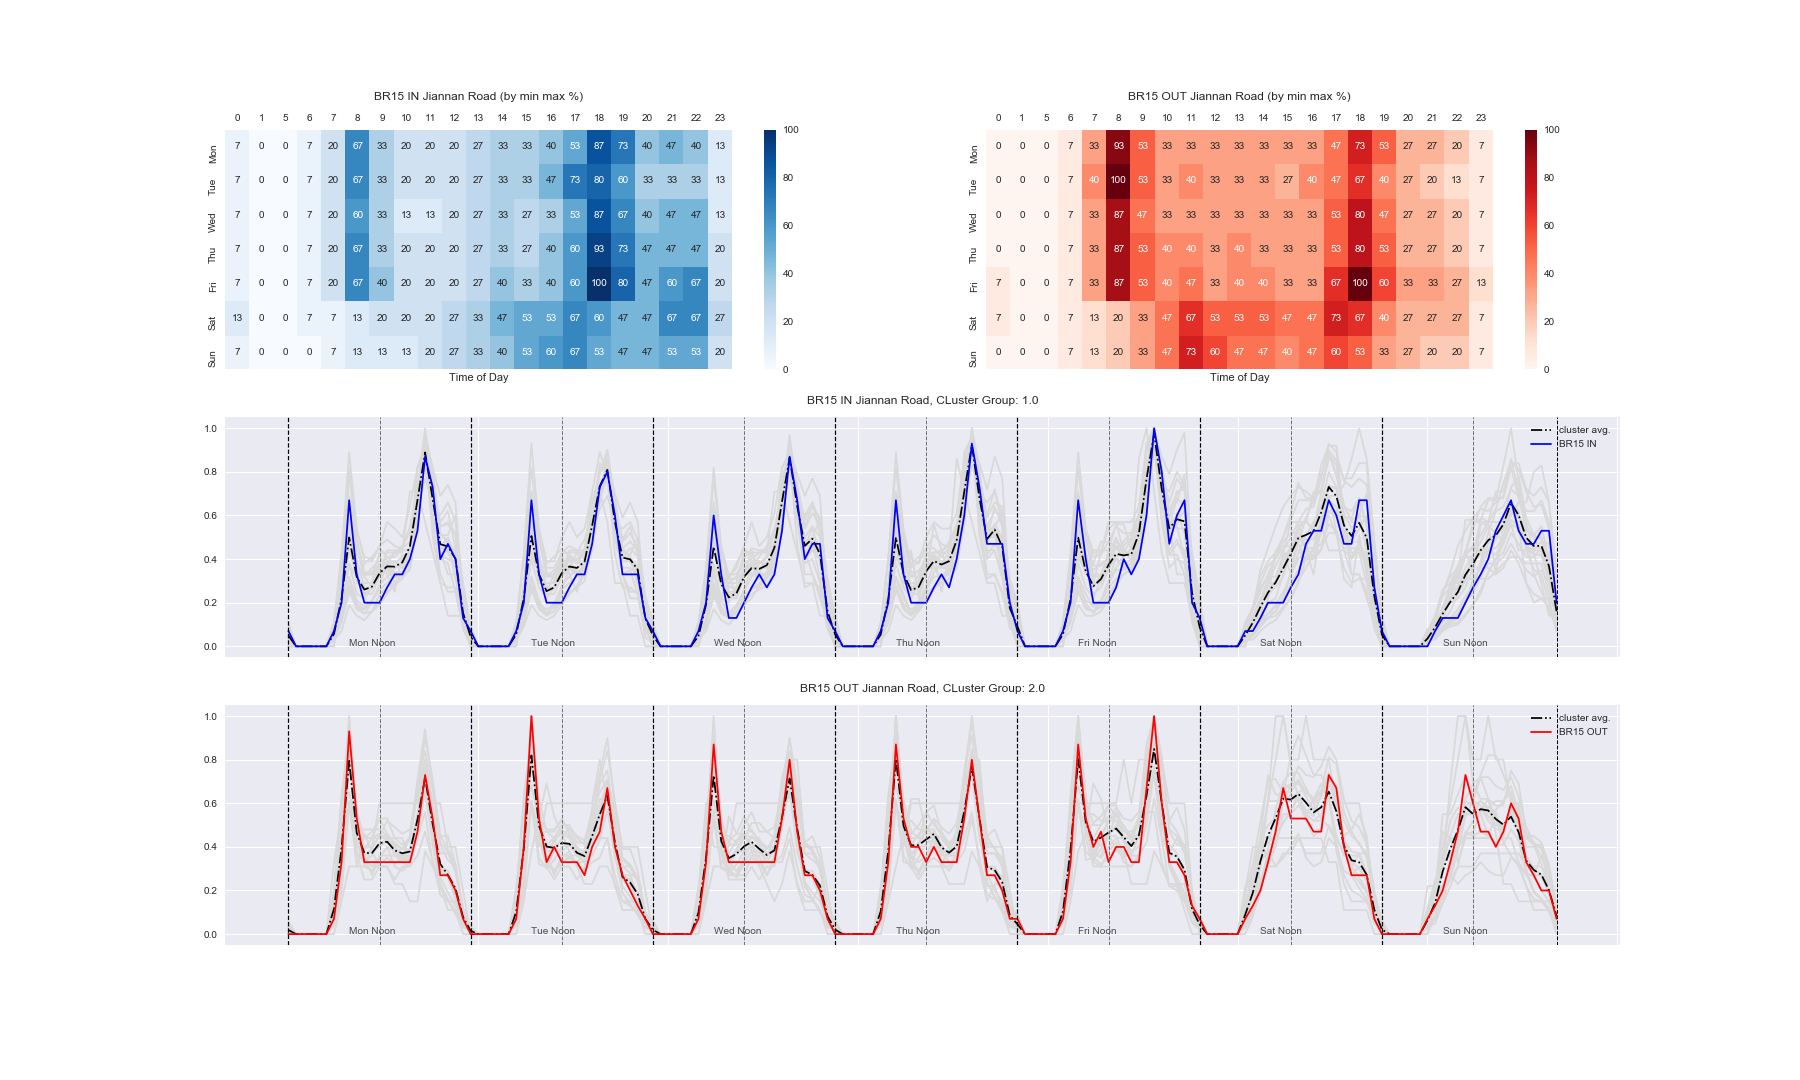 BR15 IN Jiannan Road (by min max %)
0 1 5 6 7 8 9 10 11 12 13 14 15 16 17 18 19 20 21 22 23
Mon 7 0 0 7 20 67 33 20 20 20 27 33 33 40 53 87 73 40 47 40 13
Tue 7 0 0 7 20 67 33 20 20 20 27 33 33 47 73 80 60 33 33 33 13
Wed 7 0 0 7 20 60 33 13 13 20 27 33 27 33 53 87 67 40 47 47 13
Thu 7 0 0 7 20 67 33 20 20 20 27 33 27 40 60 93 73 47 47 47 20
Fri 7 0 0 7 20 67 40 20 20 20 27 40 33 40 60 100 80 47 60 67 20
Sat 13 0 0 7 7 13 20 20 20 27 33 47 53 53 67 60 47 47 67 67 27
Sun 7 0 0 0 7 13 13 13 20 27 33 40 53 60 67 53 47 47 53 53 20
Time of Day
100
80
60
40
20
0
BR15 OUT Jiannan Road (by min max %)
0 1 5 6 7 8 9 10 11 12 13 14 15 16 17 18 19 20 21 22 23
Mon 0 0 0 7 33 93 53 33 33 33 33 33 33 33 47 73 53 27 27 20 7
Tue 0 0 0 7 40 100 53 33 40 33 33 33 27 40 47 67 40 27 20 13 7
Wed 0 0 0 7 33 87 47 33 33 33 33 33 33 33 53 80 47 27 27 20 7
Thu 0 0 0 7 33 87 53 40 40 33 40 33 33 33 53 80 53 27 27 20 7
Fri 7 0 0 7 33 87 53 40 47 33 40 40 33 33 67 100 60 33 33 27 13
Sat 7 0 0 7 13 20 33 47 67 53 53 53 47 47 73 67 40 27 27 27 7
Sun 0 0 0 7 13 20 33 47 73 60 47 47 40 47 60 53 33 27 20 20 7
Time of Day
100
80
60
40
20
0
BR15 IN Jiannan Road, CLuster Group: 1.0
1.0
0.8
0.6
0.4
0.2
0.0
cluster avg.
BR15 IN
Mon Noon Tue Noon Wed Noon Thu Noon Fri Noon Sat Noon Sun Noon
BR15 OUT Jiannan Road, CLuster Group: 2.0
1.0
0.8
0.6
0.4
0.2
0.0
cluster avg.
BR15 OUT
Mon Noon Tue Noon Wed Noon Thu Noon Fri Noon Sat Noon Sun Noon